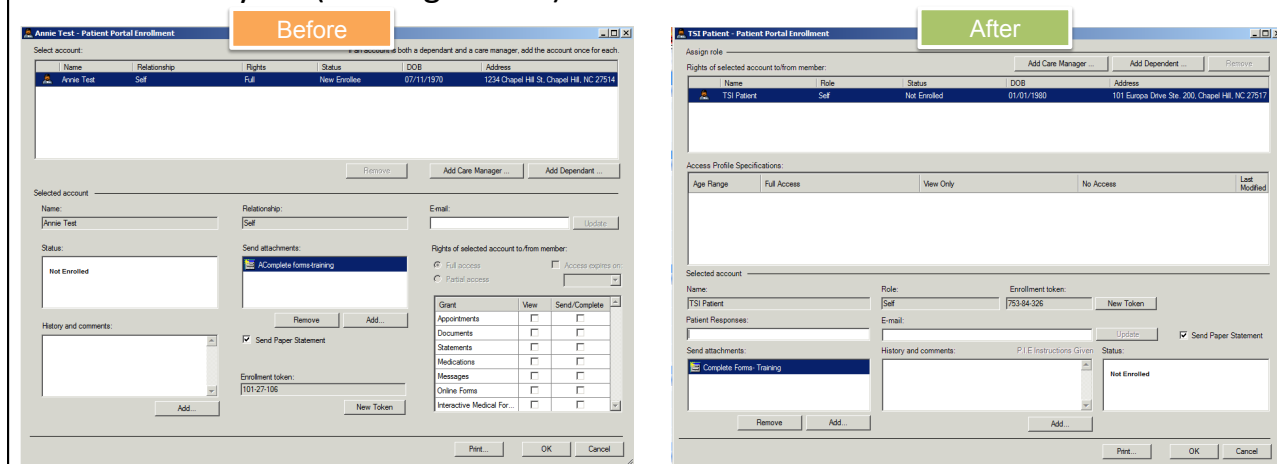 Before
Annie Test - Patient Portal Enrollment
Select account:
both a dependant and a care manager, add the account once for each.
Name Relationship Rights Status DOB Address
Annie Test Self Full New Enrollee 07/11/1970 1234 Chapel Hill St, Chapel Hill, NC 27514
Remove Add Care Manager ... Add Dependant ...
Selected account
Name: Relationship: E-mail:
Annie Test Self Update
Status: Send attachments: Rights of selected account to/from member:
Not Enrolled AComplete forms-training Full access Access expires on:
Partial access
Grant View Send/Complete
Remove Add... Appointments
History and comments: Documents
Send Paper Statement Statements
Medications
Messages
Enrollment token: Online Forms
101-27-106 Interactive Medical For...
Add... New Token
Print... OK Cancel
After
TSI Patient - Patient Portal Enrollment
Assign role
Rights of selected account to/from member: Add Care Manager ... Add Dependent ... Remove
Name Role Status DOB Address
TSI Patient Self Not Enrolled 01/01/1980 101 Europa Drive Ste. 200, Chapel Hill, NC 27517
Access Profile Specifications:
Age Range Full Access View Only No Access Last Modified
Selected account
Name: Role: Enrollment token:
TSI Patient Self 753-84-326 New Token
Patient Responses: E-mail:
Update Send Paper Statement
Send attachments: History and comments: P.I.E Instructions Given Status:
Complete Forms- Training Not Enrolled
Remove Add... Add...
Print... OK Cancel